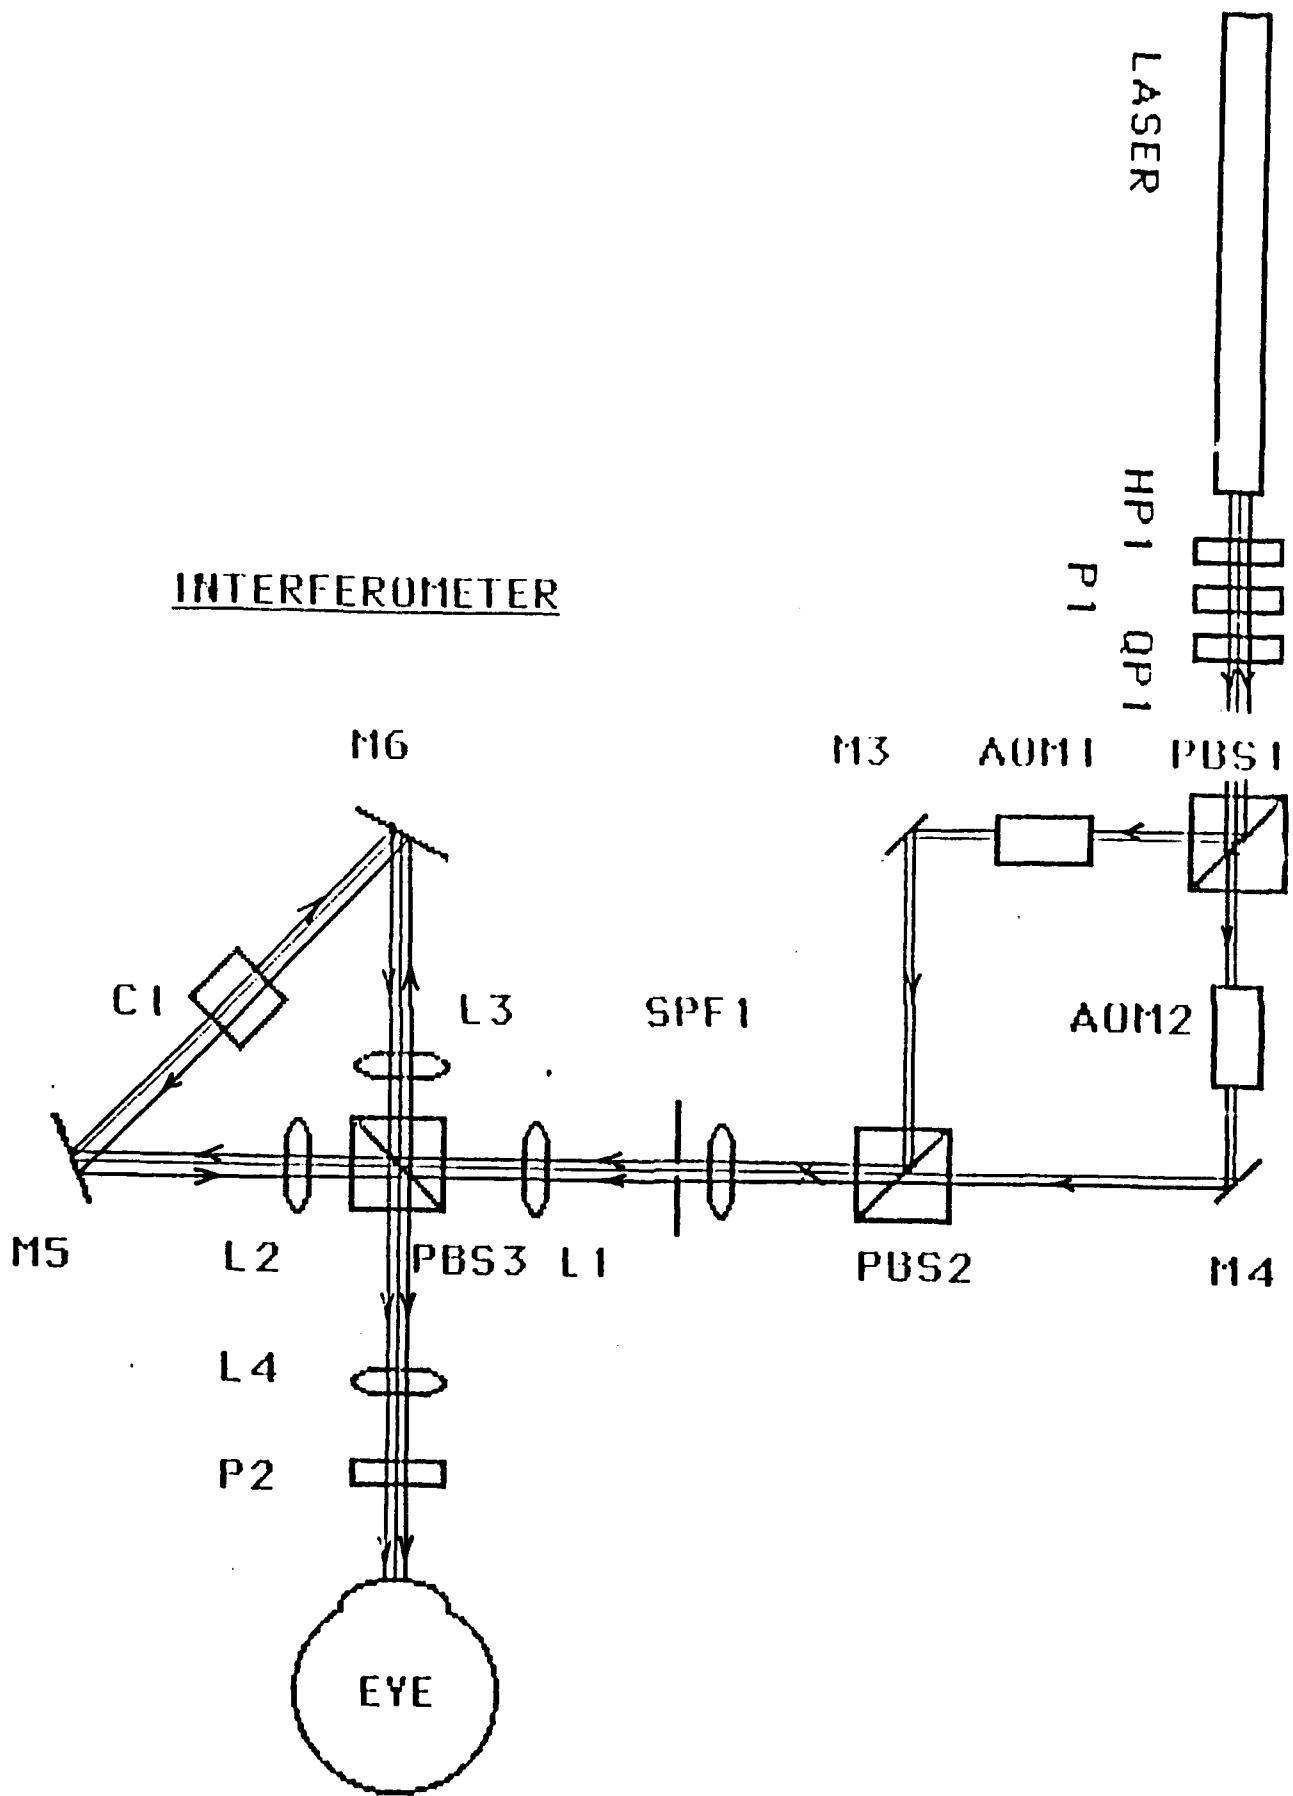 LASER
HP1
P1
QP1
INTERFEROMETER
M6
M3
AOM1
PBS1
C1
L3
SPF1
AOM2
M5
L2
PBS3
L1
PBS2
M4
L4
P2
EYE